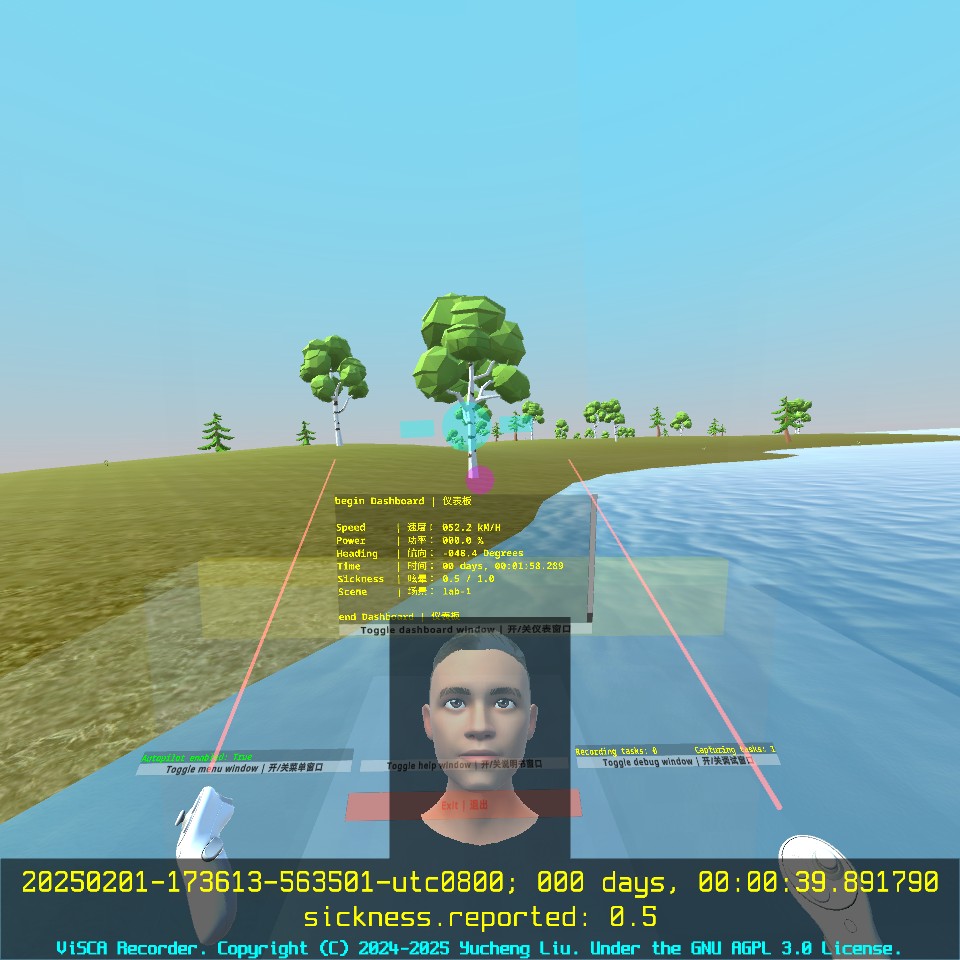 begin Dashboard | 仪表板
Speed | 速度： 052.2 kM/H
Power | 功率： 000.0 %
Heading | 航向： -048.4 Degrees
Time | 时间： 00 days, 00:01:58.289
Sickness | 眩晕： 0.5 / 1.0
Scene | 场景： lab-1
end Dashboard | 仪表板
Toggle dashboard window | 开/关仪表窗口
Autopilot enabled: True
Toggle menu window | 开/关菜单窗口
Toggle help window | 开/关说明书窗口
Recording tasks: 0 Capturing tasks: 1
Toggle debug window | 开/关调试窗口
Exit | 退出
20250201-173613-563501-utc0800; 000 days, 00:00:39.891790
sickness.reported: 0.5
ViSCA Recorder. Copyright (C) 2024-2025 Yucheng Liu. Under the GNU AGPL 3.0 License.